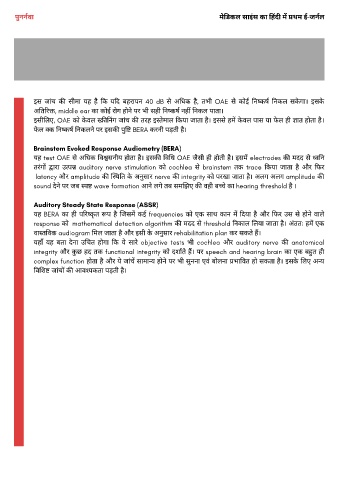 पुनर्नवा
मेडिकल साइंस का हिंदी में प्रथम ई-जर्नल
इस जांच की सीमा यह है कि यदि बहरापन 40 dB से अधिक है, तभी OAE से कोई निष्कर्ष निकल सकेगा। इसके
अतिरिक्त, middle ear का कोई रोग होने पर भी सही निष्कर्ष नहीं निकल पाता।
इसीलिए, OAE को केवल स्क्रिनिंग जांच की तरह इस्तेमाल किया जाता है। इससे हमें केवल पास या फेल ही ज्ञात होता है।
फेल का निष्कर्ष निकलने पर इसकी पुष्टि BERA करनी पड़ती है।
Brainstem Evoked Response Audiometry (BERA)
यह test OAE से अधिक विश्वसनीय होता है। इसकी विधि OAE जैसी ही होती है। इसमें electrodes की मदद से ध्वनि
तरंगों द्वारा उत्पन्न auditory nerve stimulation को cochlea से brainstem तक trace किया जाता है और फिर
latency और amplitude की स्थिति के अनुसार nerve की integrity को परखा जाता है। अलग अलग amplitude की
sound देने पर जब स्पष्ट wave formation आने लगे तब समझिए की वही बच्चे का hearing threshold है ।
Auditory Steady State Response (ASSR)
यह BERA का ही परिष्कृत रूप है जिसमें कई frequencies को एक साथ कान में दिया है और फिर उस से होने वाले
response को mathematical detection algorithm की मदद से threshold निकाल लिया जाता है। अंततः हमें एक
वास्तविक audiogram मिल जाता है और इसी के अनुसार rehabilitation plan कर सकते हैं।
यहाँ यह बता देना उचित होगा कि ये सारे objective tests भी cochlea और auditory nerve की anatomical
integrity और कुछ हद तक functional integrity को दर्शाते हैं। पर speech and hearing brain का एक बहुत ही
complex function होता है और ये जांचें सामान्य होने पर भी सुनना एवं बोलना प्रभावित हो सकता है। इसके लिए अन्य
विशिष्ट जांचों की आवश्यकता पड़ती है।